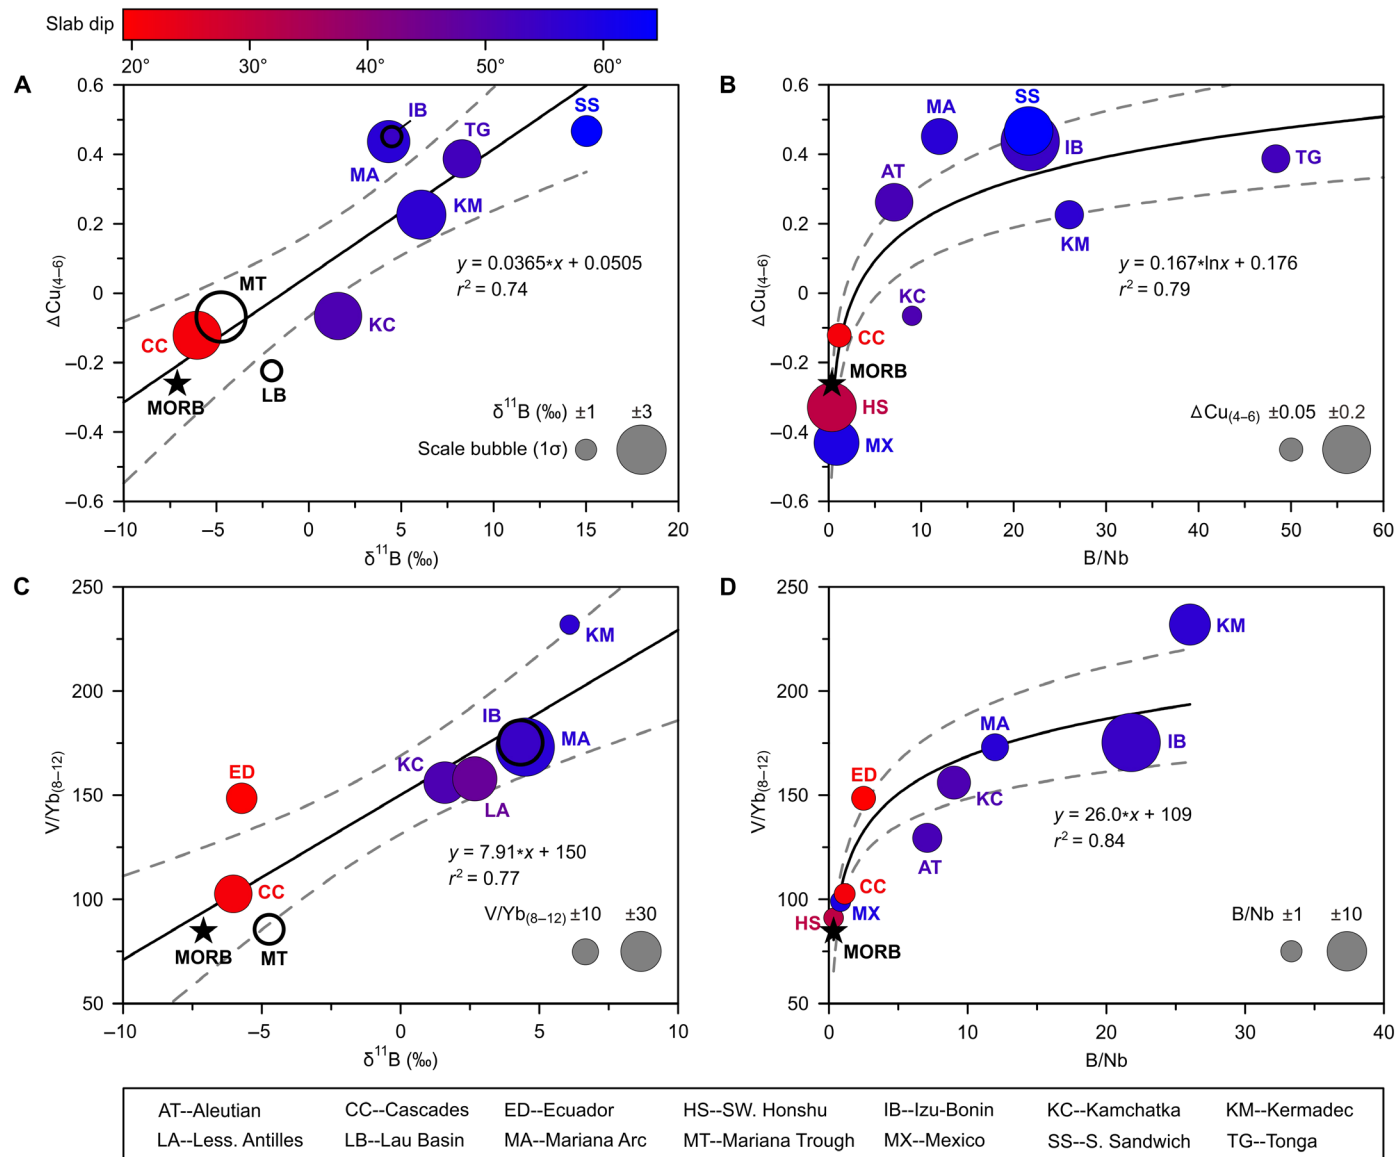 Slab dip
20° 30° 40° 50° 60°
A
0.6
0.4
0.2
0
–0.2
–0.4
–0.6
ΔCu(4–6)
IB
SS
TG
MA
KM
MT
KC
CC
LB
MORB
y = 0.0365*x + 0.0505
r² = 0.74
δ¹¹B (‰) ±1 ±3
Scale bubble (1σ)
–10 –5 0 5 10 15 20
δ¹¹B (‰)
B
0.6
0.4
0.2
0
–0.2
–0.4
–0.6
ΔCu(4–6)
MA
SS
IB
TG
AT
KM
KC
CC
MORB
HS
MX
y = 0.167*lnx + 0.176
r² = 0.79
ΔCu(4–6) ±0.05 ±0.2
0 10 20 30 40 50 60
B/Nb
C
250
200
150
100
50
V/Yb(8–12)
KM
IB
MA
KC
LA
ED
CC
MORB
MT
y = 7.91*x + 150
r² = 0.77
V/Yb(8–12) ±10 ±30
–10 –5 0 5 10
δ¹¹B (‰)
D
250
200
150
100
50
V/Yb(8–12)
KM
MA
IB
ED
KC
AT
CC
MX
HS
MORB
y = 26.0*x + 109
r² = 0.84
B/Nb ±1 ±10
0 10 20 30 40
B/Nb
AT--Aleutian CC--Cascades ED--Ecuador HS--SW. Honshu IB--Izu-Bonin KC--Kamchatka KM--Kermadec
LA--Less. Antilles LB--Lau Basin MA--Mariana Arc MT--Mariana Trough MX--Mexico SS--S. Sandwich TG--Tonga